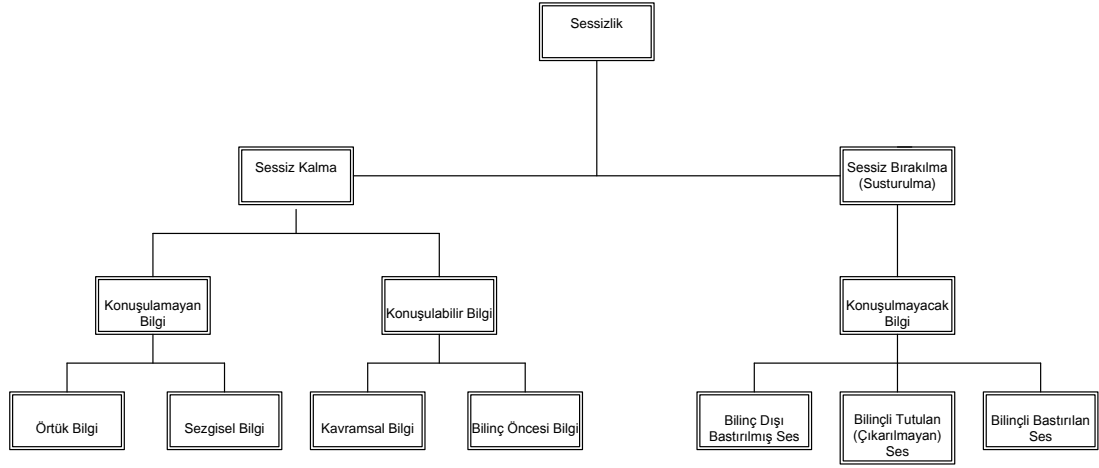 Sessizlik
Sessiz Kalma
Sessiz Bırakılma
(Susturulma)
Konuşulamayan
Bilgi
Konuşulabilir Bilgi
Konuşulmayacak
Bilgi
Örtük Bilgi
Sezgisel Bilgi
Kavramsal Bilgi
Bilinç Öncesi Bilgi
Bilinç Dışı
Bastırılmış Ses
Bilinçli Tutulan
(Çıkarılmayan)
Ses
Bilinçli Bastırılan
Ses